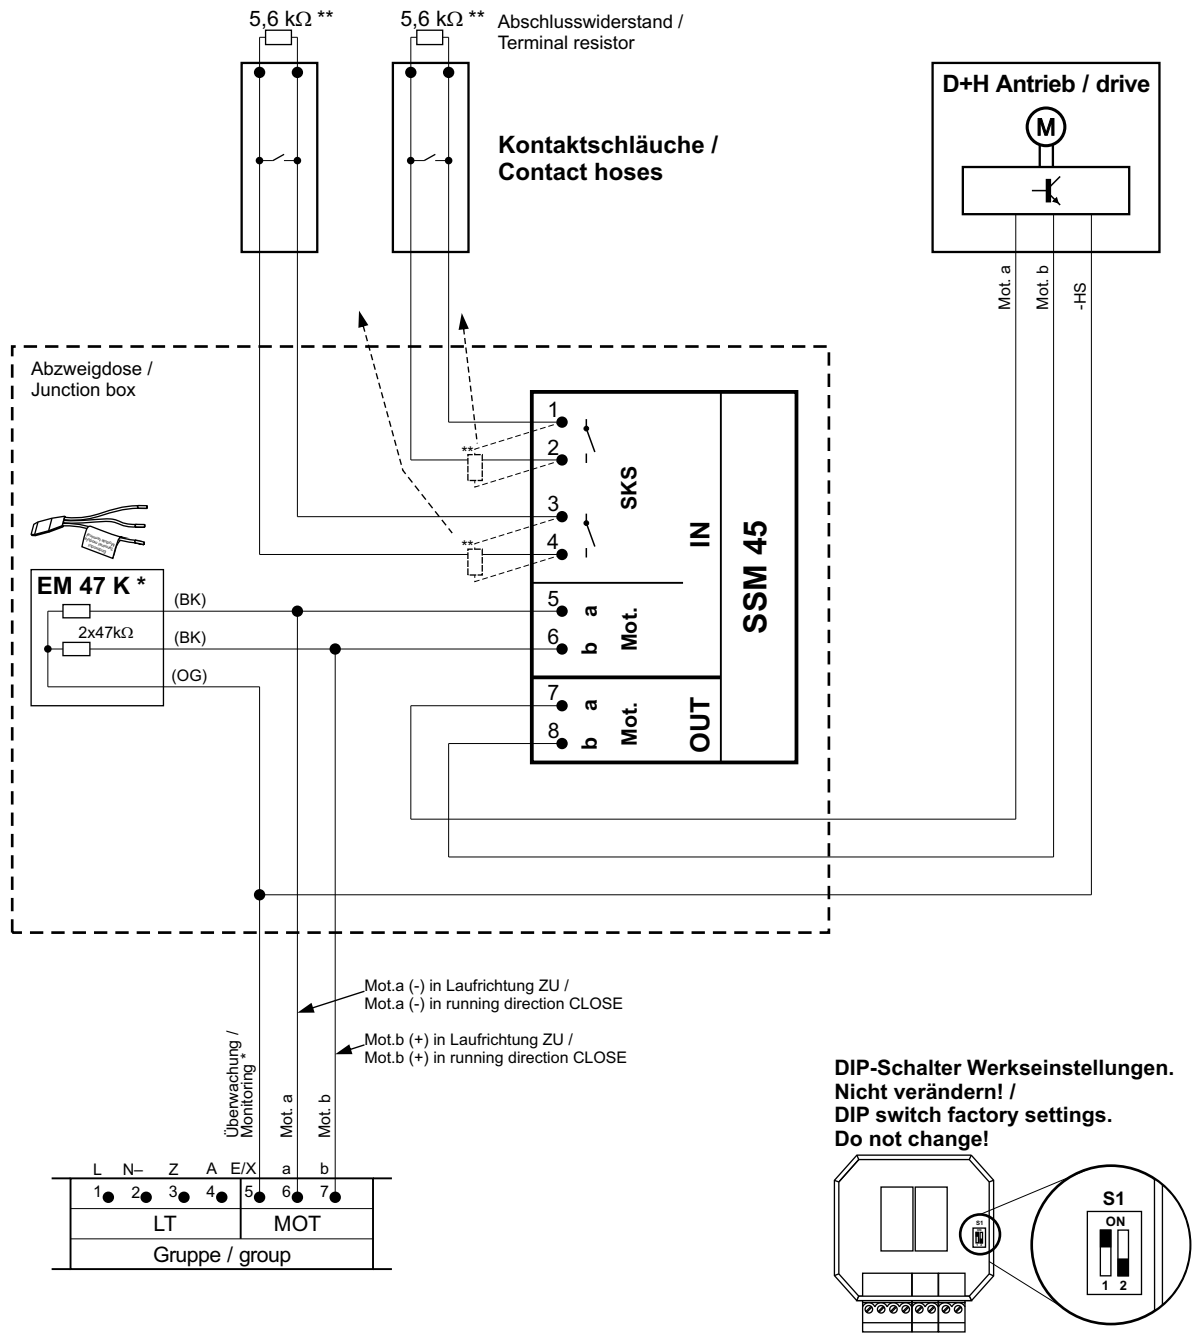 5,6 kΩ **
5,6 kΩ **
Abschlusswiderstand /
Terminal resistor
Kontaktschläuche /
Contact hoses
D+H Antrieb / drive
M
Mot. a
Mot. b
-HS
Abzweigdose /
Junction box
1
2
3
4
**
**
SKS
IN
SSM 45
5 a
6 b
Mot.
7 a
8 b
Mot.
OUT
EM 47 K *
2x47kΩ
(BK)
(BK)
(OG)
Mot.a (-) in Laufrichtung ZU /
Mot.a (-) in running direction CLOSE
Mot.b (+) in Laufrichtung ZU /
Mot.b (+) in running direction CLOSE
Überwachung /
Monitoring *
Mot. a
Mot. b
L N– Z A E/X a b
1 2 3 4 5 6 7
LT MOT
Gruppe / group
DIP-Schalter Werkseinstellungen.
Nicht verändern! /
DIP switch factory settings.
Do not change!
S1
S1
ON
1 2